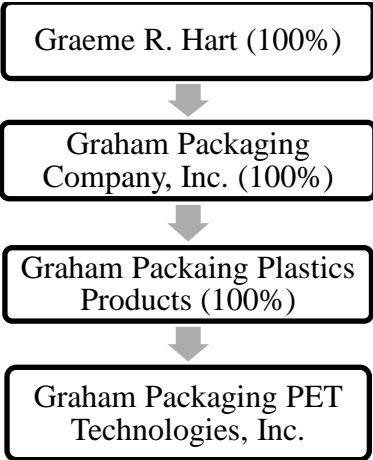 Graeme R. Hart (100%)
Graham Packaging
Company, Inc. (100%)
Graham Packaing Plastics
Products (100%)
Graham Packaging PET
Technologies, Inc.